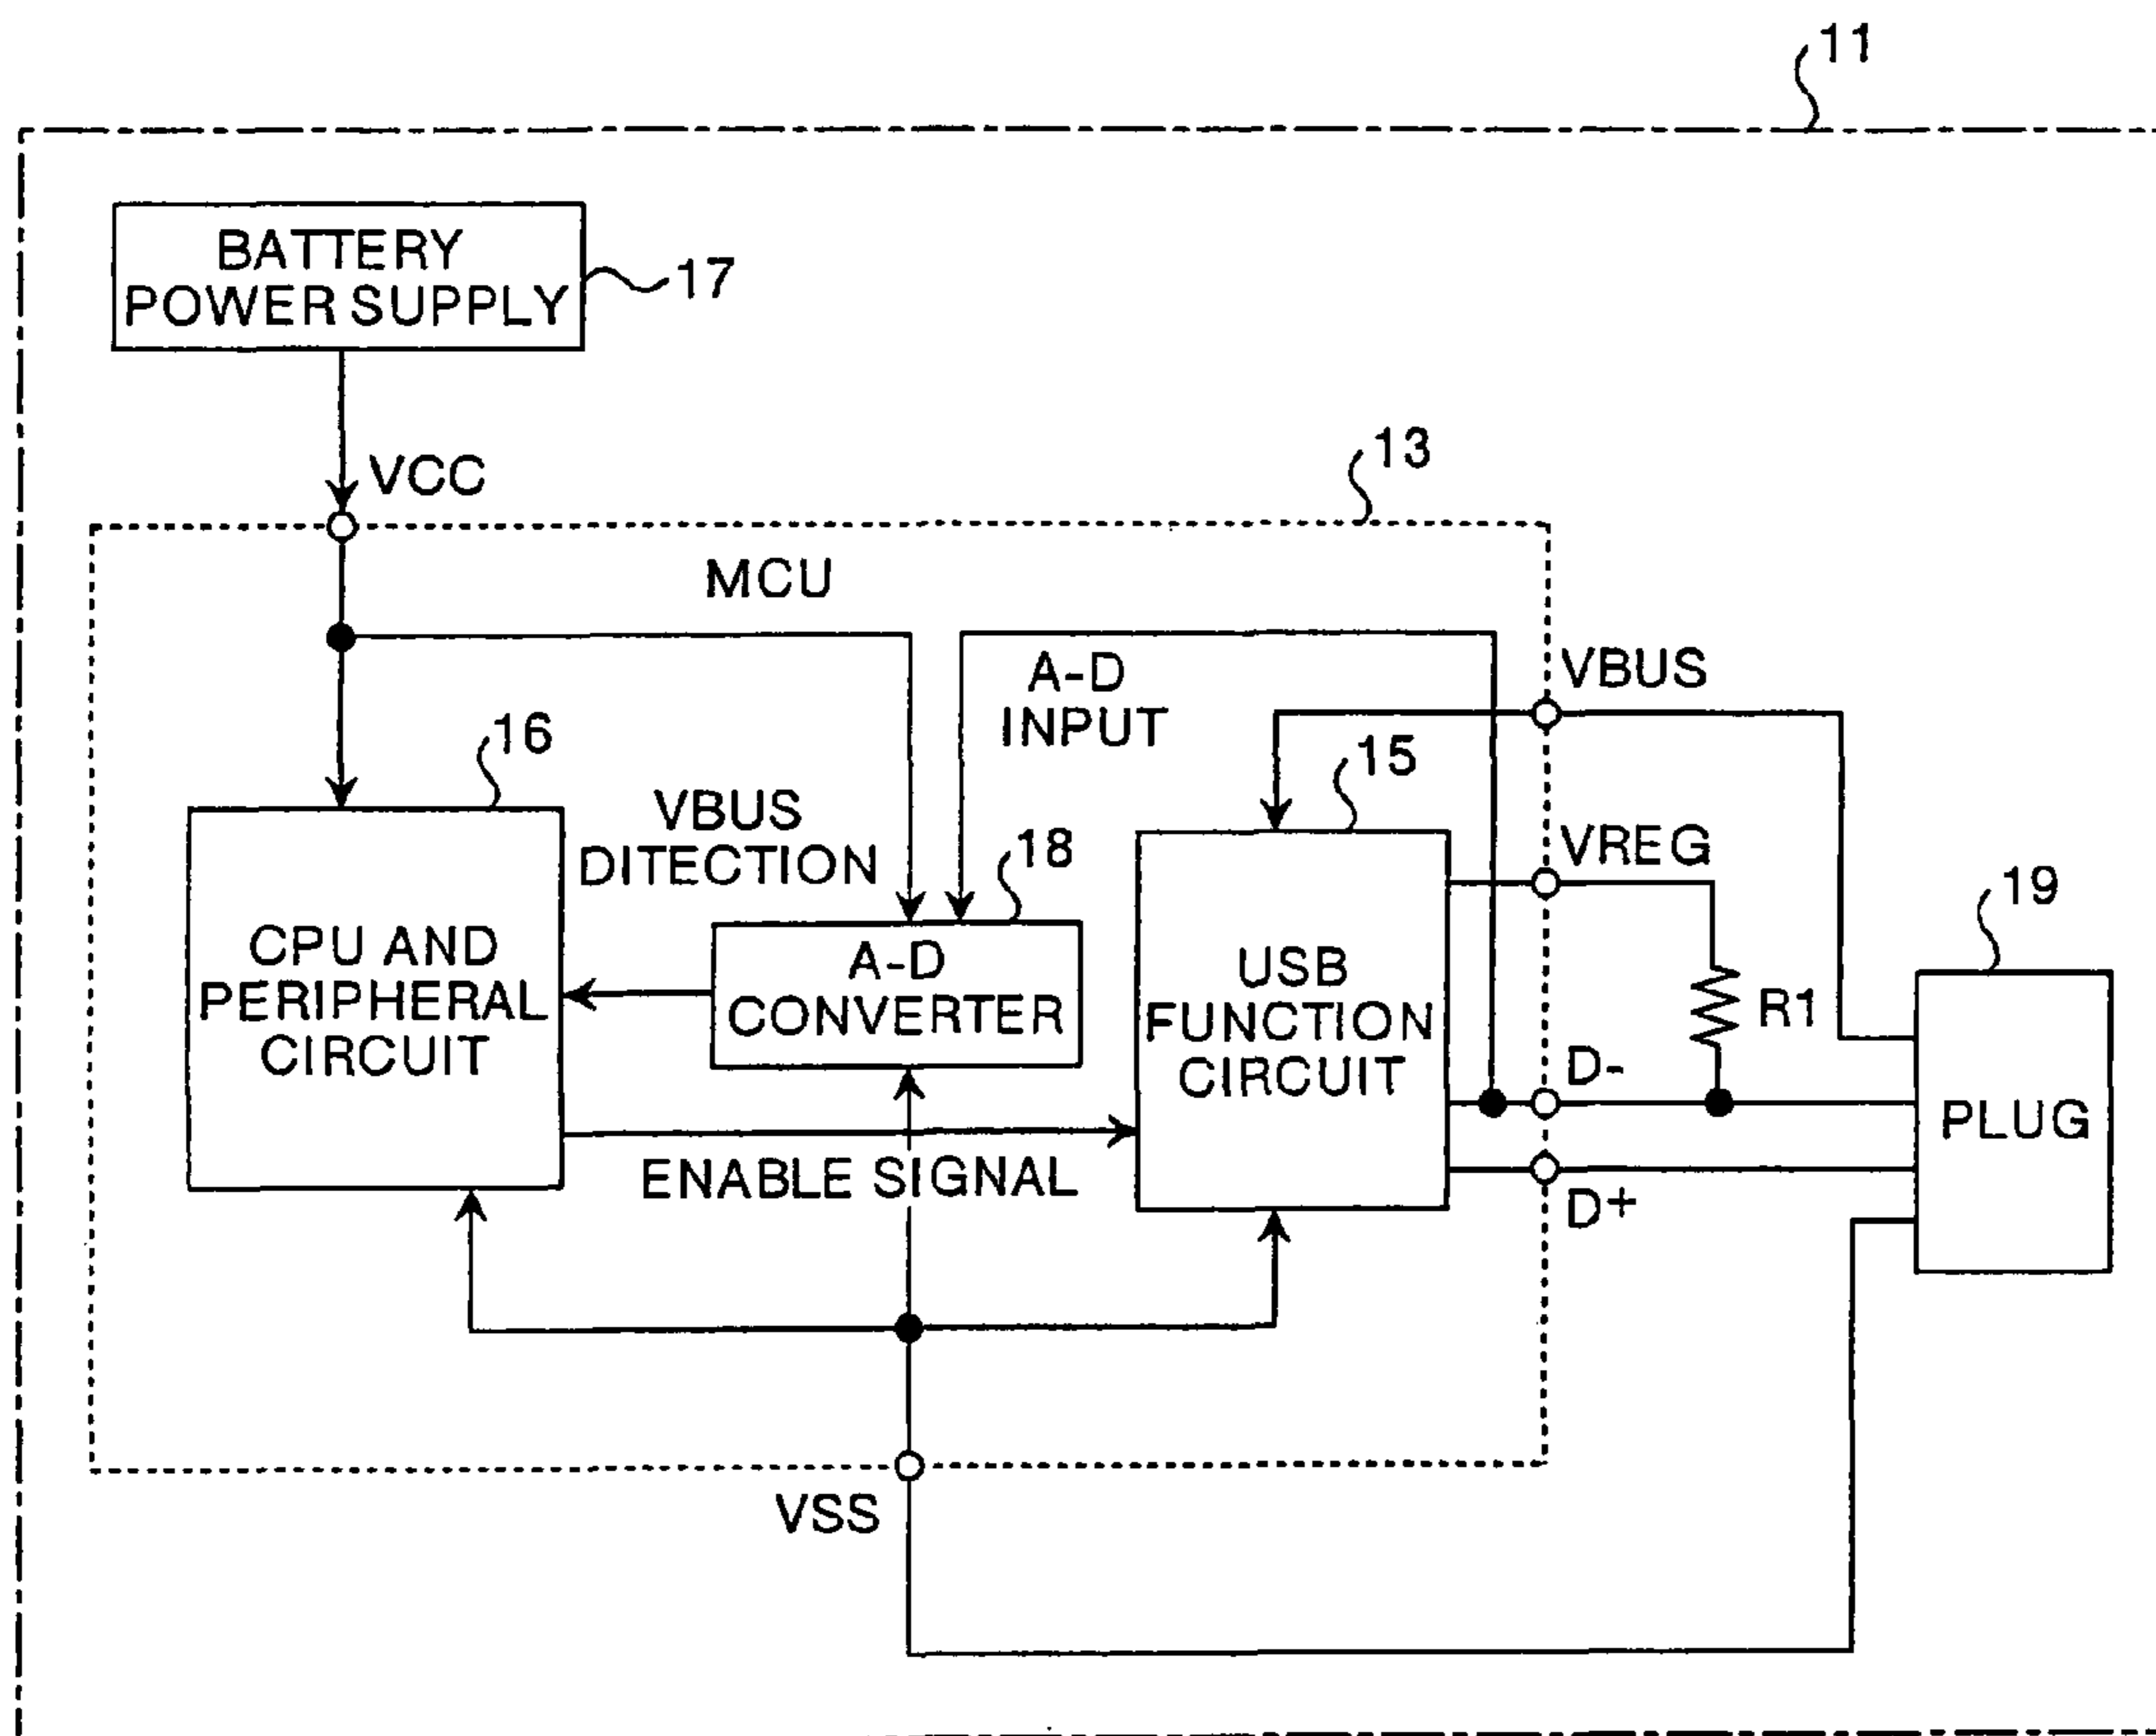 11
BATTERY
POWER SUPPLY
17
VCC
13
MCU
VBUS
A-D
INPUT
16
15
VBUS
DITECTION
18
VREG
19
CPU AND
PERIPHERAL
CIRCUIT
A-D
CONVERTER
USB
FUNCTION
CIRCUIT
R1
D-
PLUG
ENABLE SIGNAL
D+
VSS